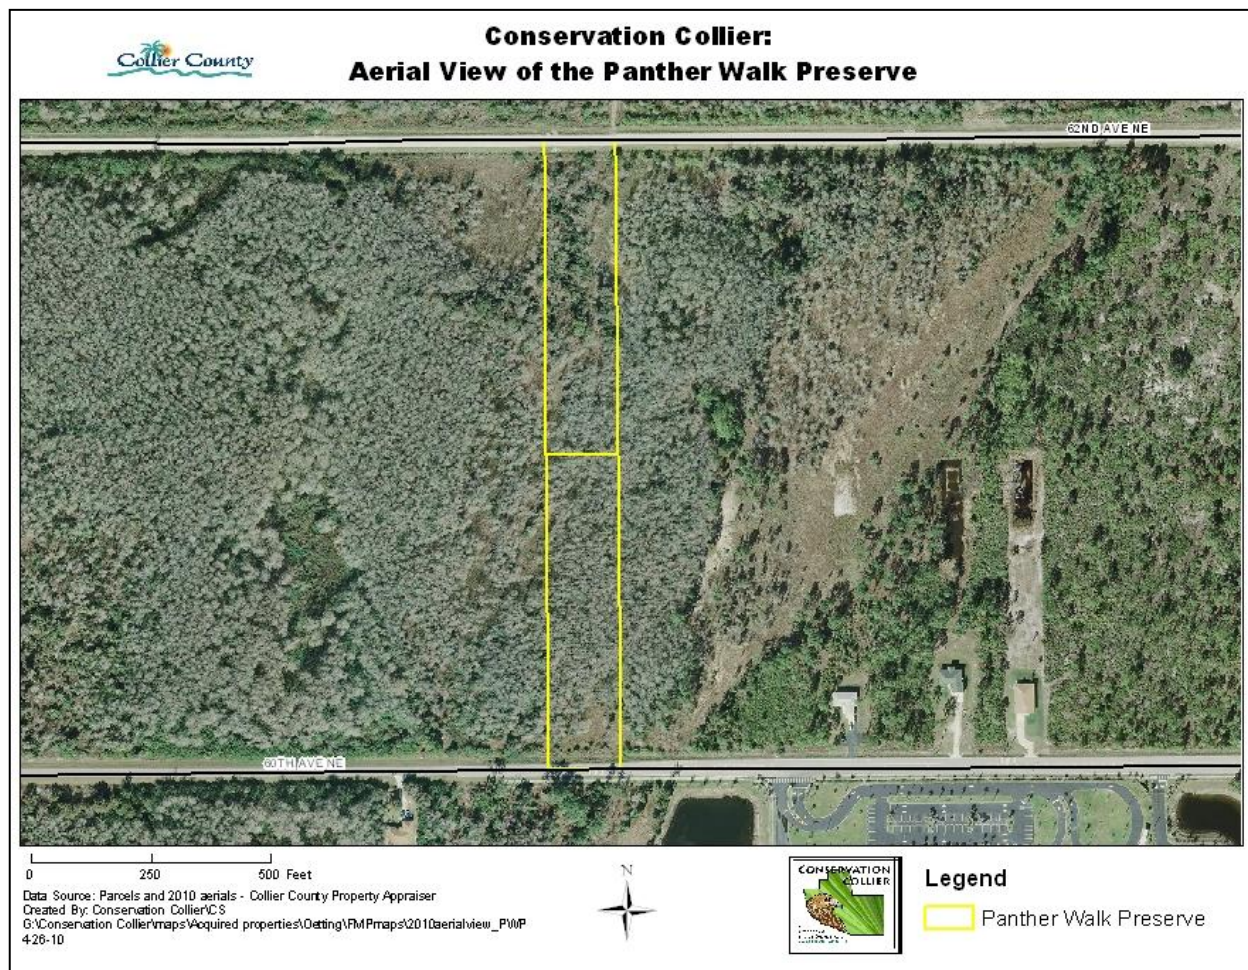 Conservation Collier:
Aerial View of the Panther Walk Preserve
Collier County
62ND AVE NE
60TH AVE NE
0 250 500 Feet
Data Source: Parcels and 2010 aerials - Collier County Property Appraiser
Created By: Conservation Collier\CS
G:\Conservation Collier\maps\Acquired properties\Oetting\FMPmaps\2010aerialview_PWP
4-26-10
N
CONSERVATION
COLLIER
Legend
Panther Walk Preserve